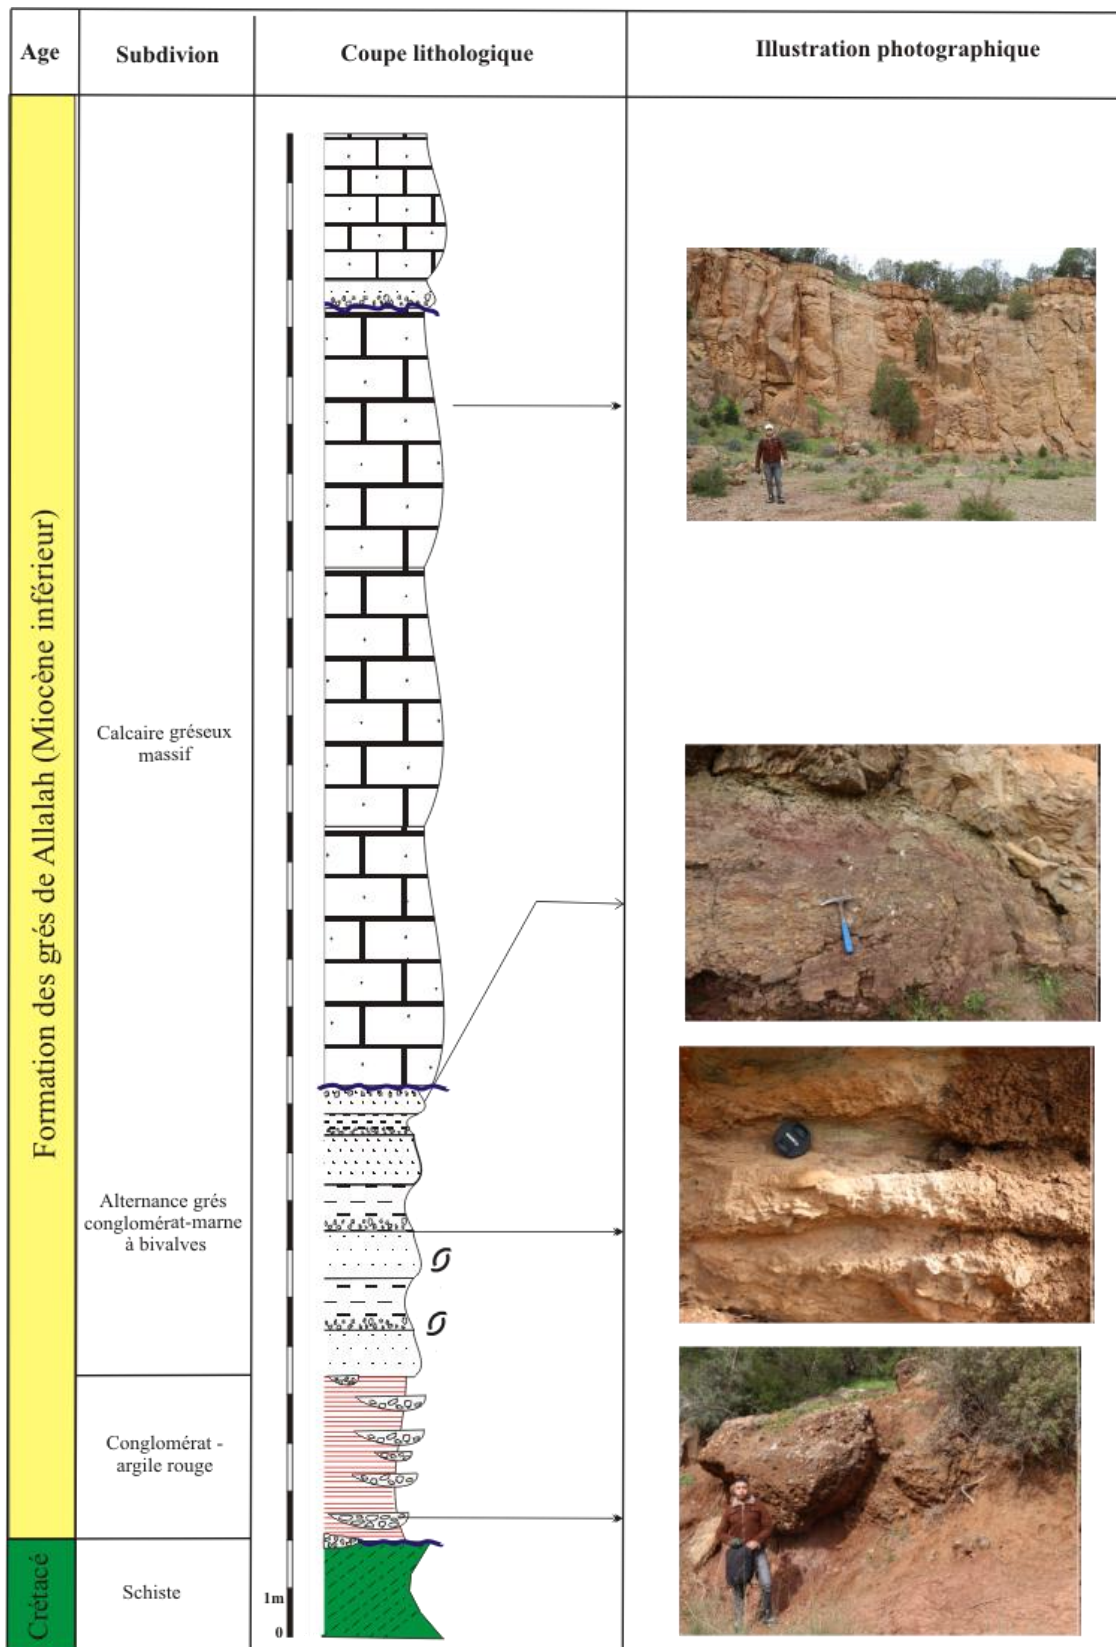 Age
Subdivion
Coupe lithologique
Illustration photographique
Formation des grés de Allalah (Miocène inférieur)
Calcaire gréseux
massif
Alternance grés
conglomérat-marne
à bivalves
Conglomérat -
argile rouge
Crétacé
Schiste
1m
0